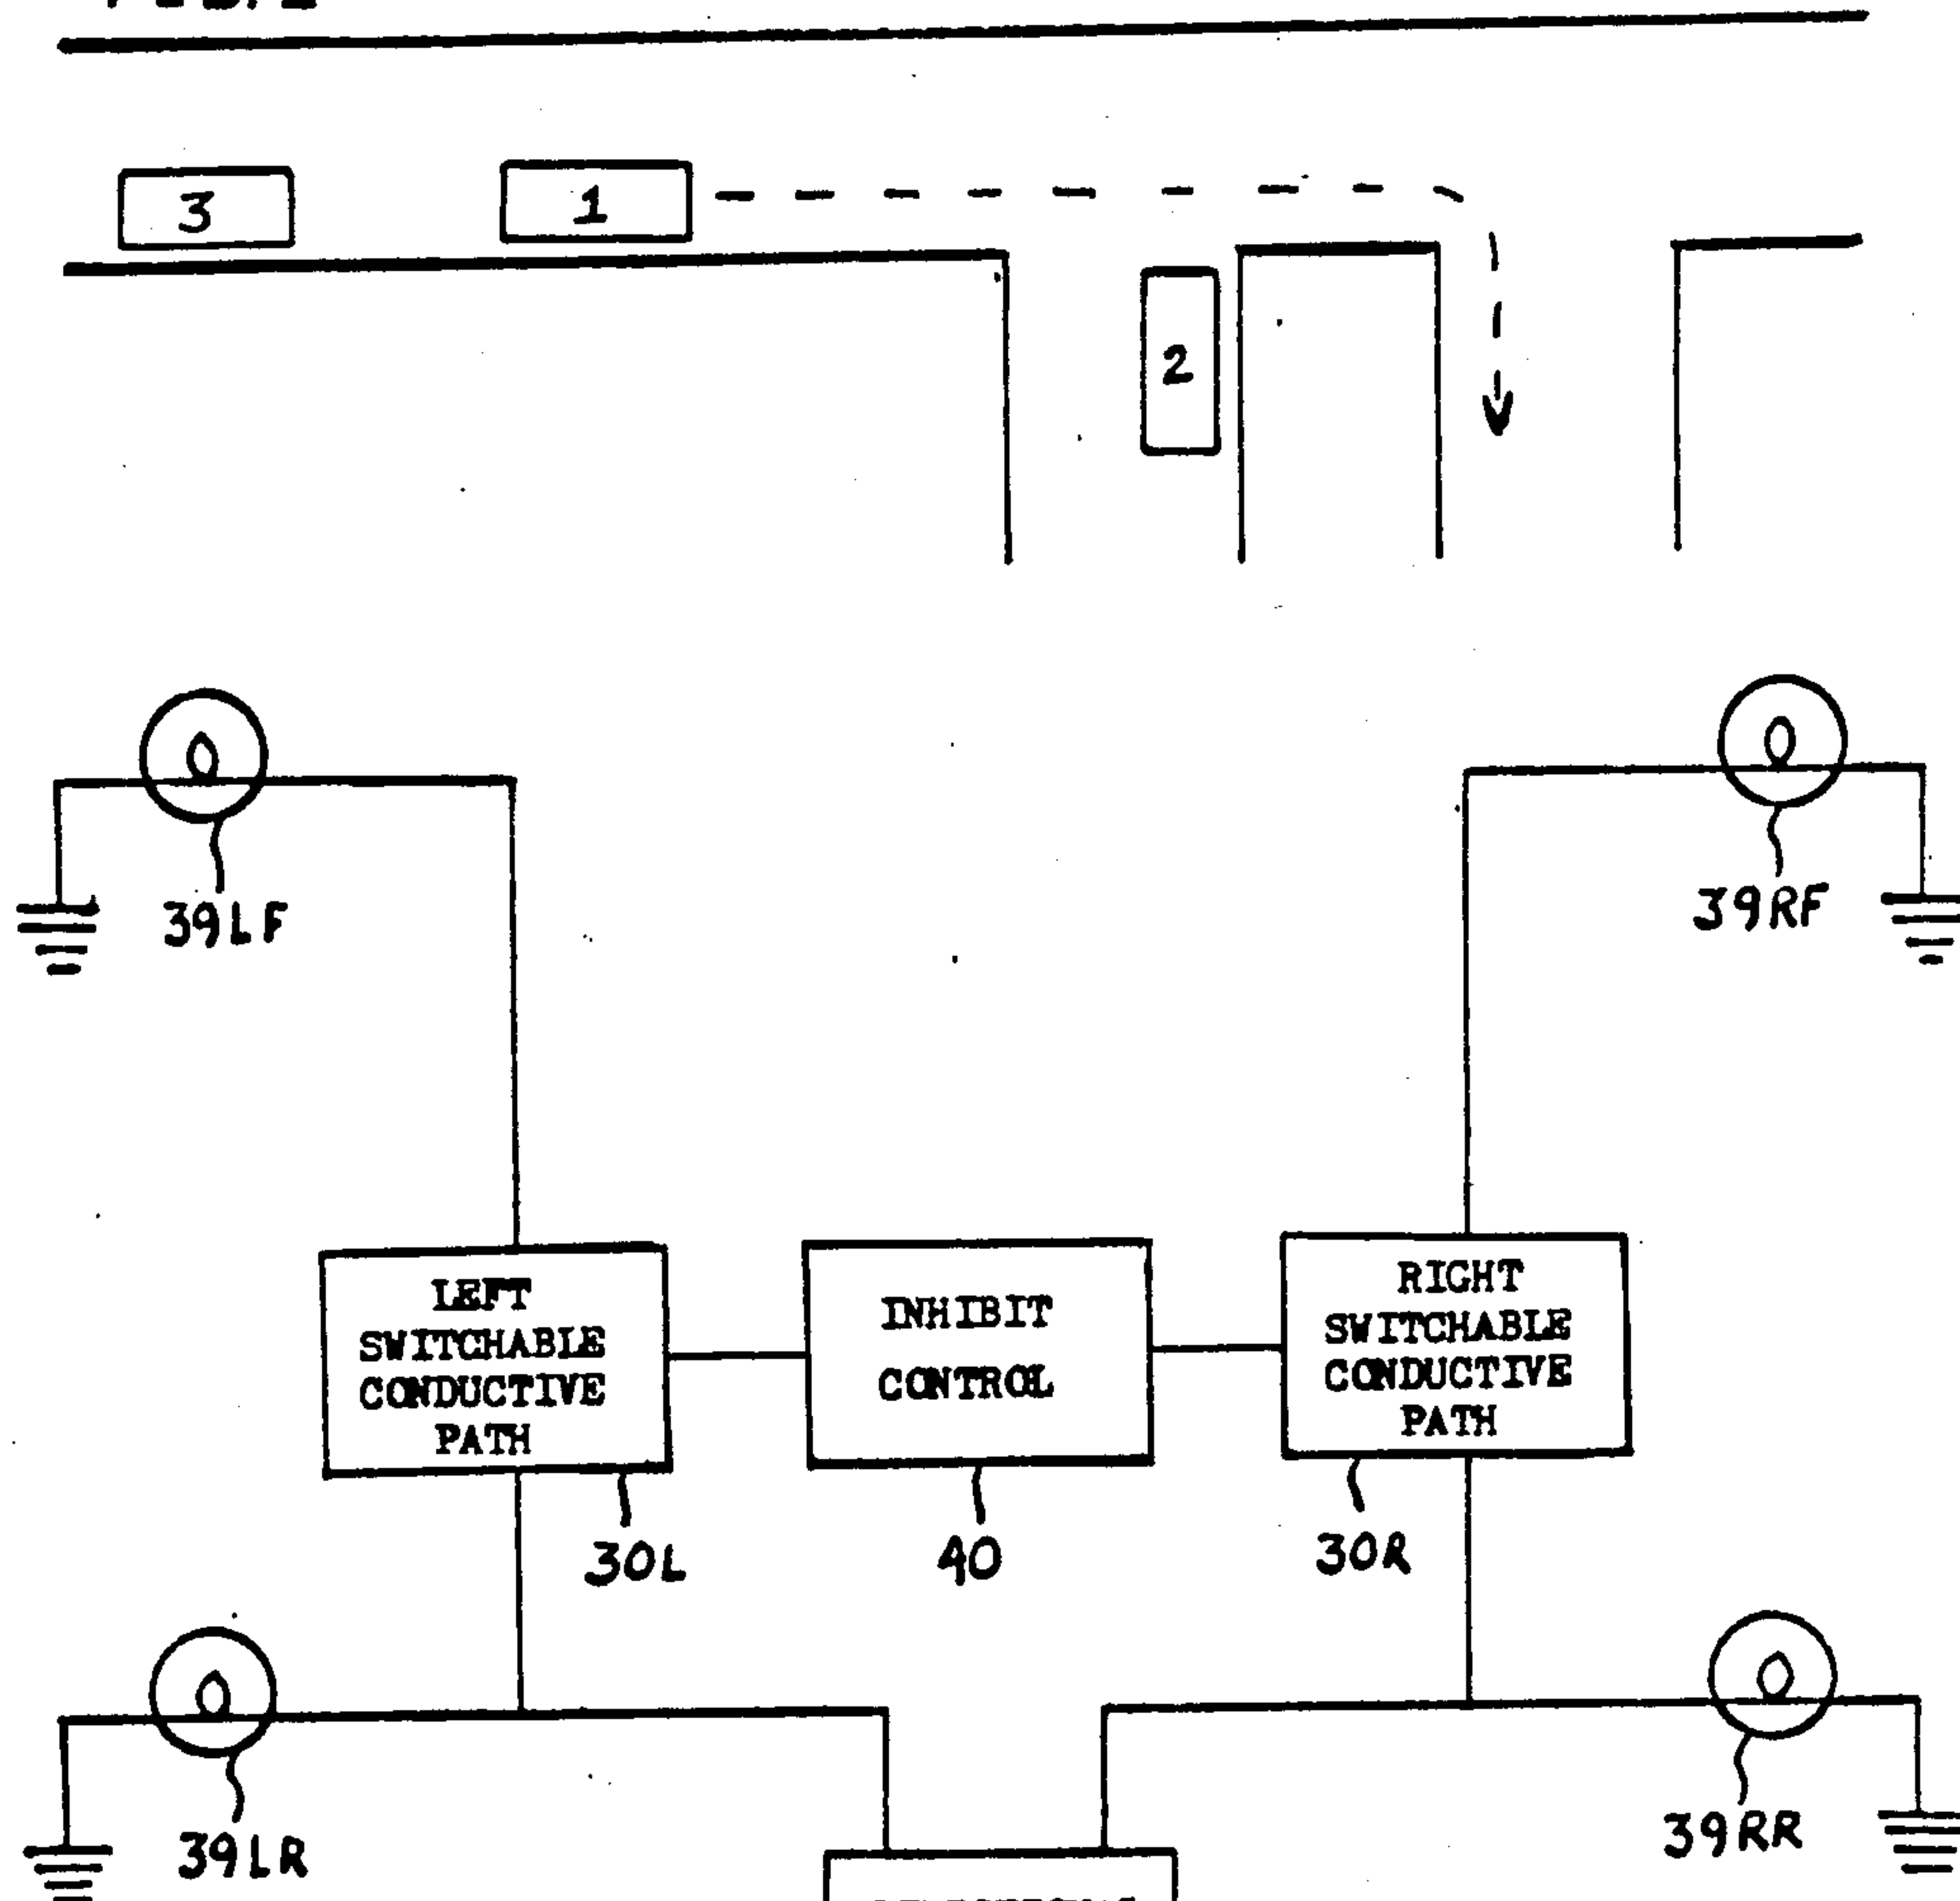 3
1
2
39LF
39RF
LEFT
SWITCHABLE
CONDUCTIVE
PATH
INHIBIT
CONTROL
RIGHT
SWITCHABLE
CONDUCTIVE
PATH
30L
40
30R
39LR
39RR